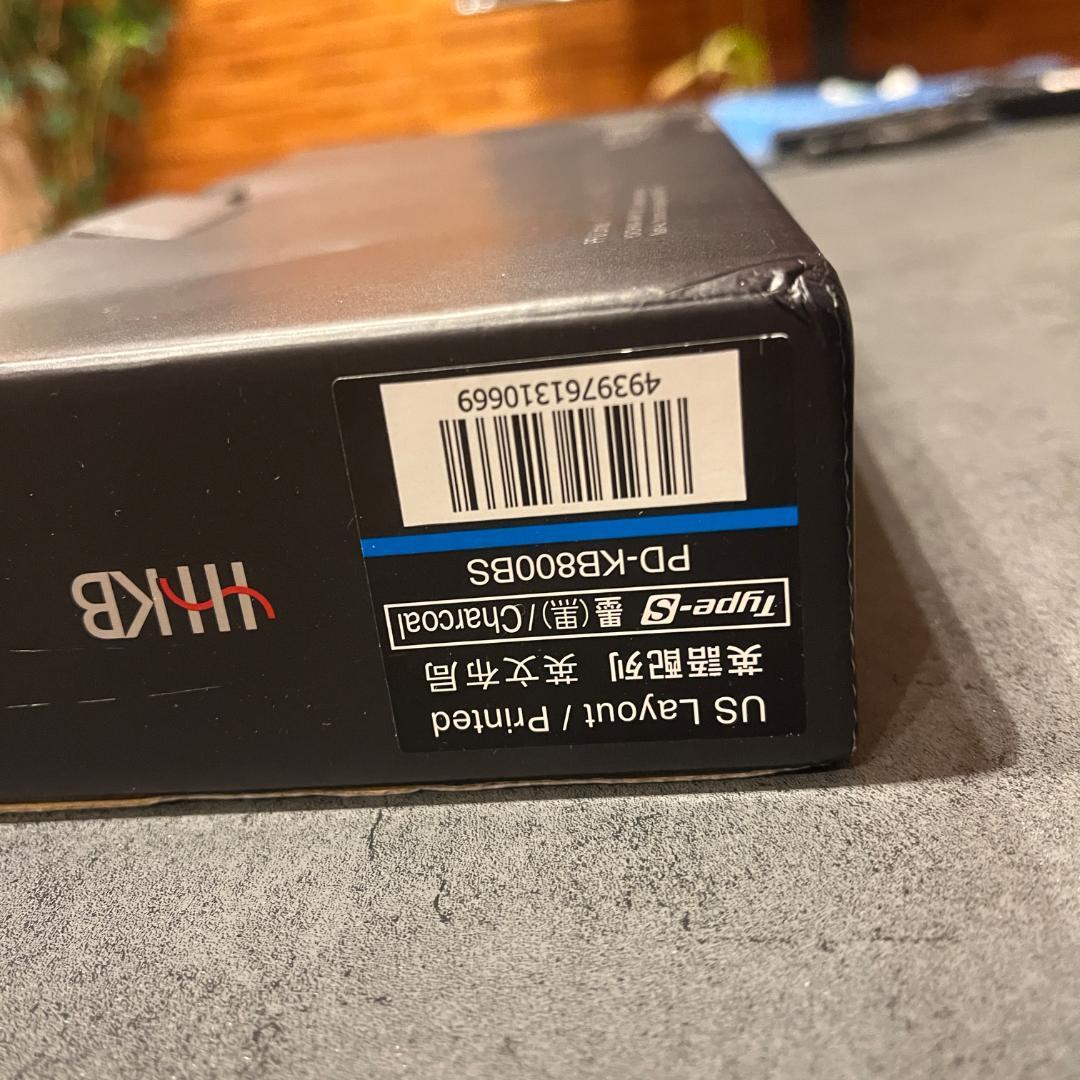 US Layout / Printed
英語配列 英文布局
Type-S 墨(黒)/Charcoal
PD-KB800BS
4939761310669
HHKB